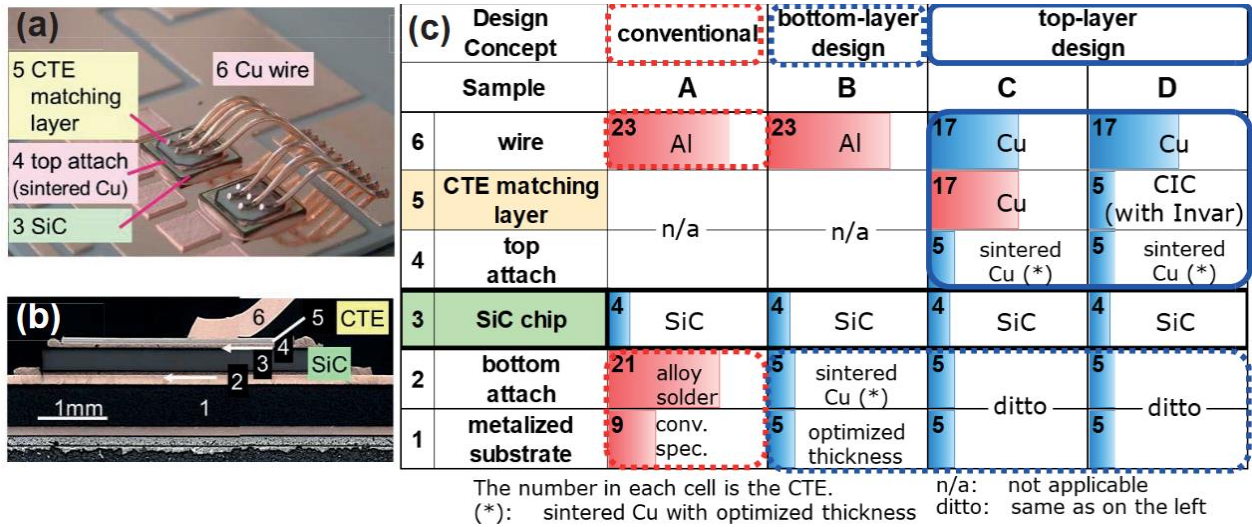 (a)
5 CTE
matching
layer
6 Cu wire
4 top attach
(sintered Cu)
3 SiC
(b)
6
5
CTE
4
3
SiC
2
1mm
1
(c)
Design
Concept
conventional
bottom-layer
design
top-layer
design
Sample
A
B
C
D
6
wire
23
Al
23
Al
17
Cu
17
Cu
5
CTE matching
layer
n/a
n/a
17
Cu
5
CIC
(with Invar)
4
top
attach
5
sintered
Cu (*)
5
sintered
Cu (*)
3
SiC chip
4
SiC
4
SiC
4
SiC
4
SiC
2
bottom
attach
21
alloy
solder
5
sintered
Cu (*)
5
ditto
5
ditto
1
metalized
substrate
9
conv.
spec.
5
optimized
thickness
5
5
The number in each cell is the CTE.
(*): sintered Cu with optimized thickness
n/a: not applicable
ditto: same as on the left